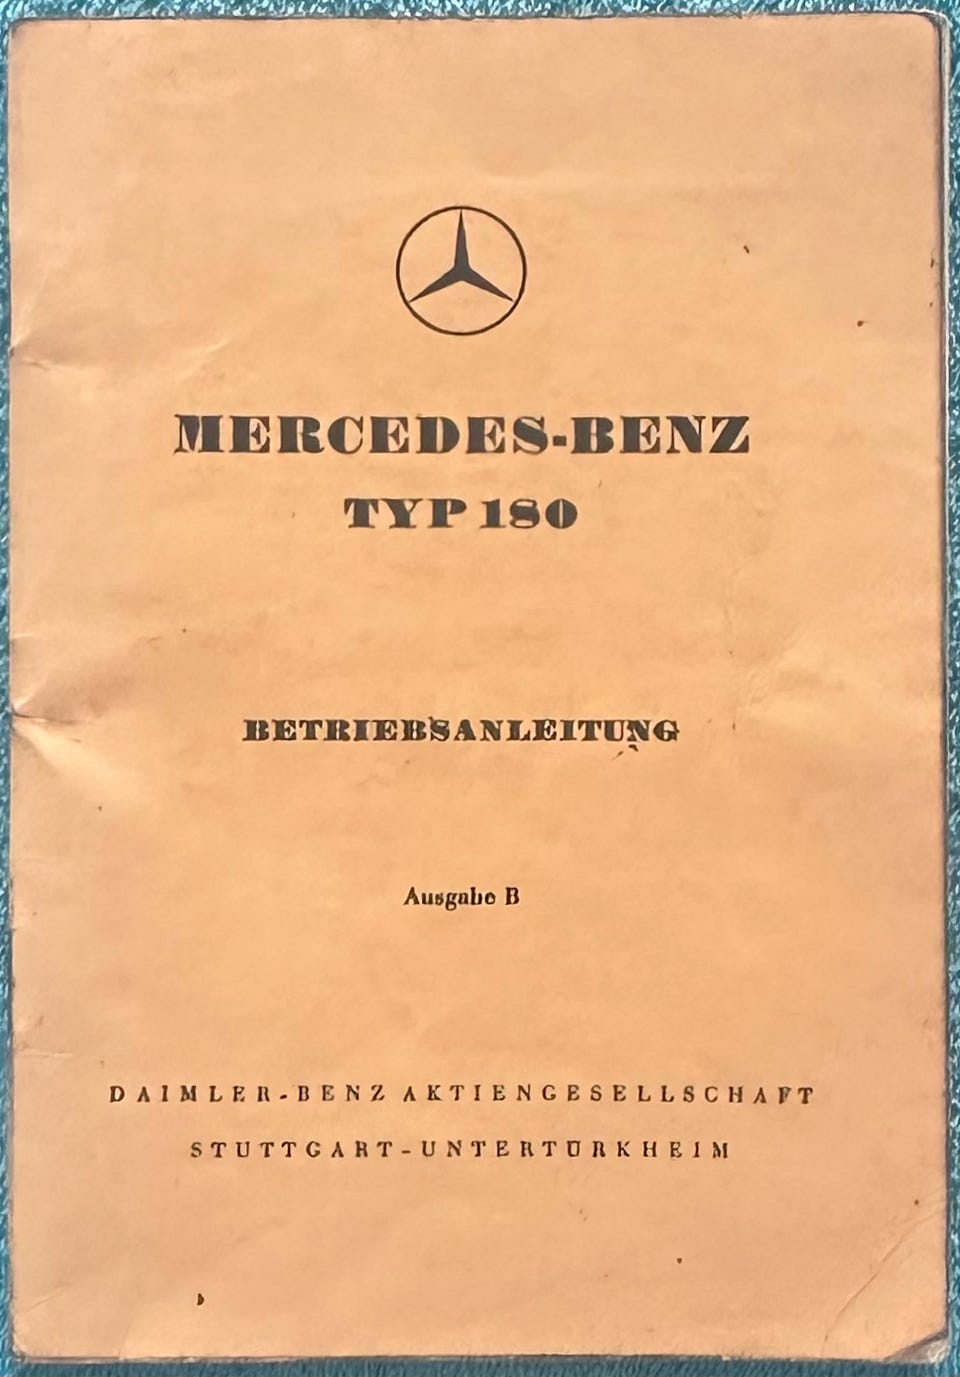 MERCEDES-BENZ
TYP 180
BETRIEBSANLEITUNG
Ausgabe B
DAIMLER-BENZ AKTIENGESELLSCHAFT
STUTTGART-UNTERTÜRKHEIM